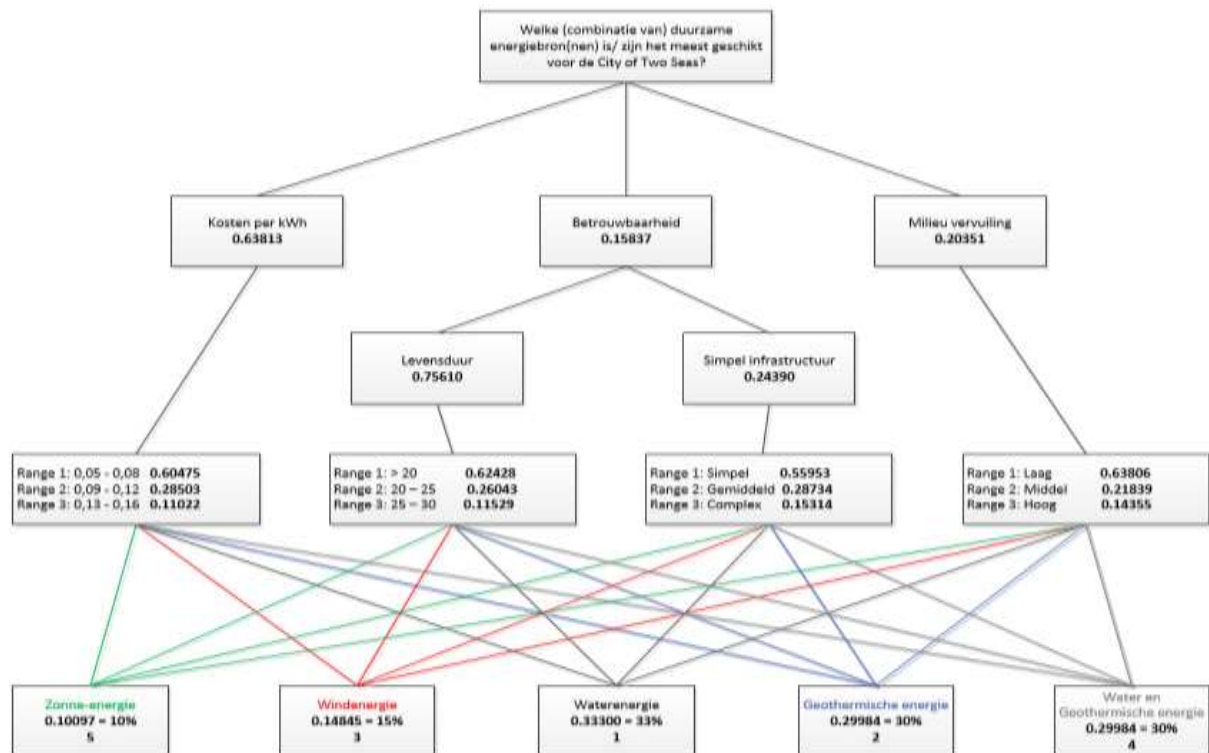 Welke (combinatie van) duurzame
energiebron(nen) is/ zijn het meest geschikt
voor de City of Two Seas?
Kosten per kWh
0.63813
Betrouwbaarheid
0.15837
Milieu vervuiling
0.20351
Levensduur
0.75610
Simpel infrastructuur
0.24390
Range 1: 0,05 - 0,08 0.60475
Range 2: 0,09 - 0,12 0.28503
Range 3: 0,13 - 0,16 0.11022
Range 1: > 20 0.62428
Range 2: 20 – 25 0.26043
Range 3: 25 – 30 0.11529
Range 1: Simpel 0.55953
Range 2: Gemiddeld 0.28734
Range 3: Complex 0.15314
Range 1: Laag 0.63806
Range 2: Middel 0.21839
Range 3: Hoog 0.14355
Zonne-energie
0.10097 = 10%
5
Windenergie
0.14845 = 15%
3
Waterenergie
0.33300 = 33%
1
Geothermische energie
0.29984 = 30%
2
Water en
Geothermische energie
0.29984 = 30%
4